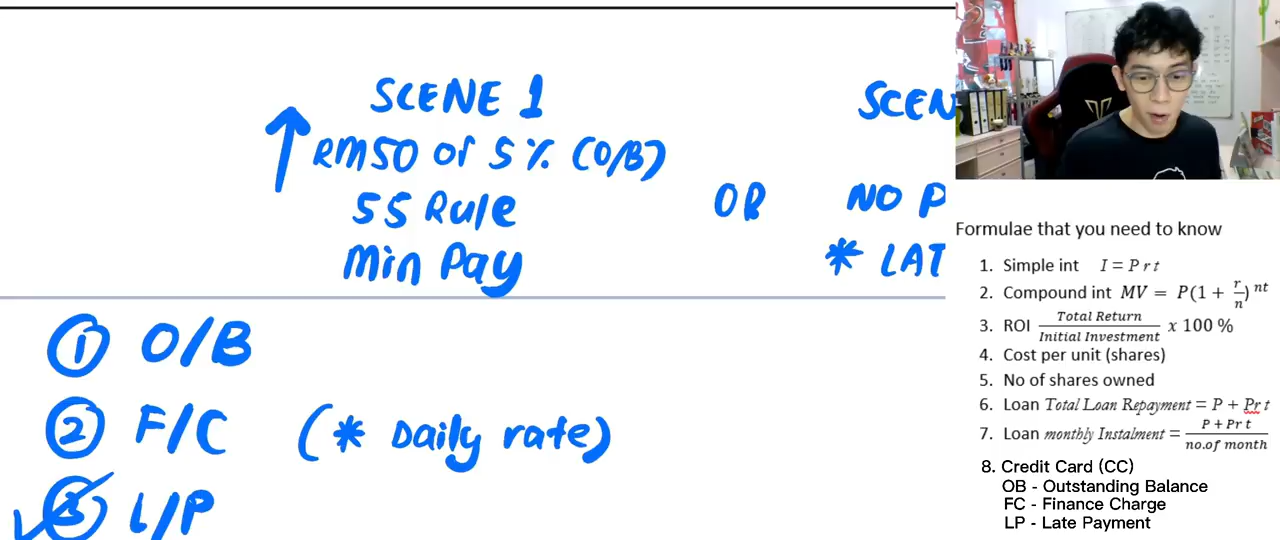 SCENE 1
RM50 or 5% (O/B)
55 Rule
Min Pay
OR
SCEN
NO P
* LAT
1 O/B
2 F/C (* Daily rate)
3 L/P
Formulae that you need to know
1. Simple int I = P r t
2. Compound int MV = P(1 + r/n) nt
3. ROI Total Return / Initial Investment x 100 %
4. Cost per unit (shares)
5. No of shares owned
6. Loan Total Loan Repayment = P + Pr t
7. Loan monthly Instalment = P + Pr t / no.of month
8. Credit Card (CC)
OB - Outstanding Balance
FC - Finance Charge
LP - Late Payment